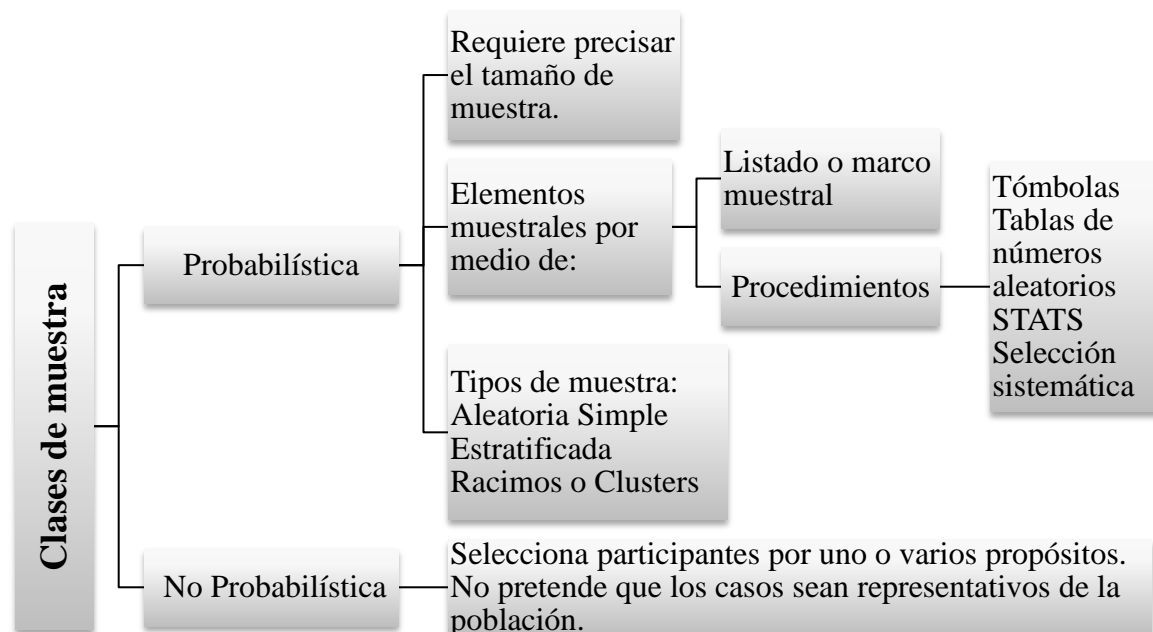 Clases de muestra
Probabilística
Requiere precisar
el tamaño de
muestra.
Elementos
muestrales por
medio de:
Listado o marco
muestral
Procedimientos
Tómbolas
Tablas de
números
aleatorios
STATS
Selección
sistemática
Tipos de muestra:
Aleatoria Simple
Estratificada
Racimos o Clusters
No Probabilística
Selecciona participantes por uno o varios propósitos.
No pretende que los casos sean representativos de la
población.